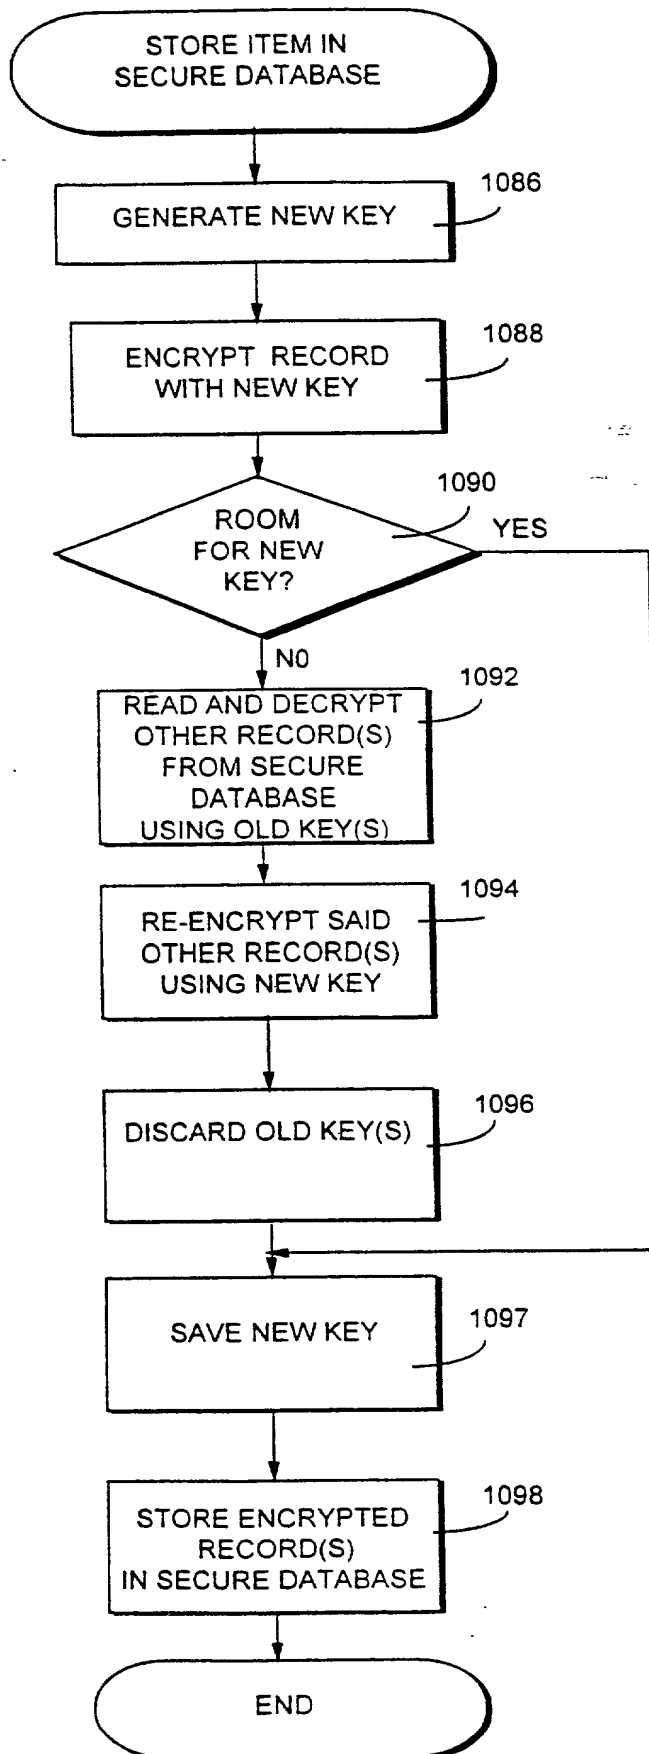 STORE ITEM IN
SECURE DATABASE
1086
GENERATE NEW KEY
1088
ENCRYPT RECORD
WITH NEW KEY
1090
ROOM
FOR NEW
KEY?
YES
NO
1092
READ AND DECRYPT
OTHER RECORD(S)
FROM SECURE
DATABASE
USING OLD KEY(S)
1094
RE-ENCRYPT SAID
OTHER RECORD(S)
USING NEW KEY
1096
DISCARD OLD KEY(S)
1097
SAVE NEW KEY
1098
STORE ENCRYPTED
RECORD(S)
IN SECURE DATABASE
END